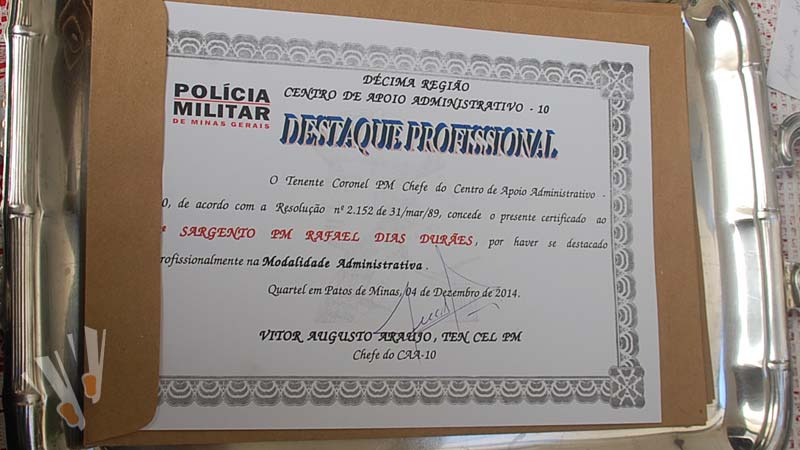 DÉCIMA REGIÃO
CENTRO DE APOIO ADMINISTRATIVO - 10
POLÍCIA
MILITAR
DE MINAS GERAIS
DESTAQUE PROFISSIONAL
O Tenente Coronel PM Chefe do Centro de Apoio Administrativo -
0, de acordo com a Resolução nº 2.152 de 31/mar/89, concede o presente certificado ao
º SARGENTO PM RAFAEL DIAS DURÃES, por haver se destacado
rofissionalmente na Modalidade Administrativa.
Quartel em Patos de Minas, 04 de Dezembro de 2014.
VITOR AUGUSTO ARAÚJO, TEN CEL PM
Chefe do CAA-10